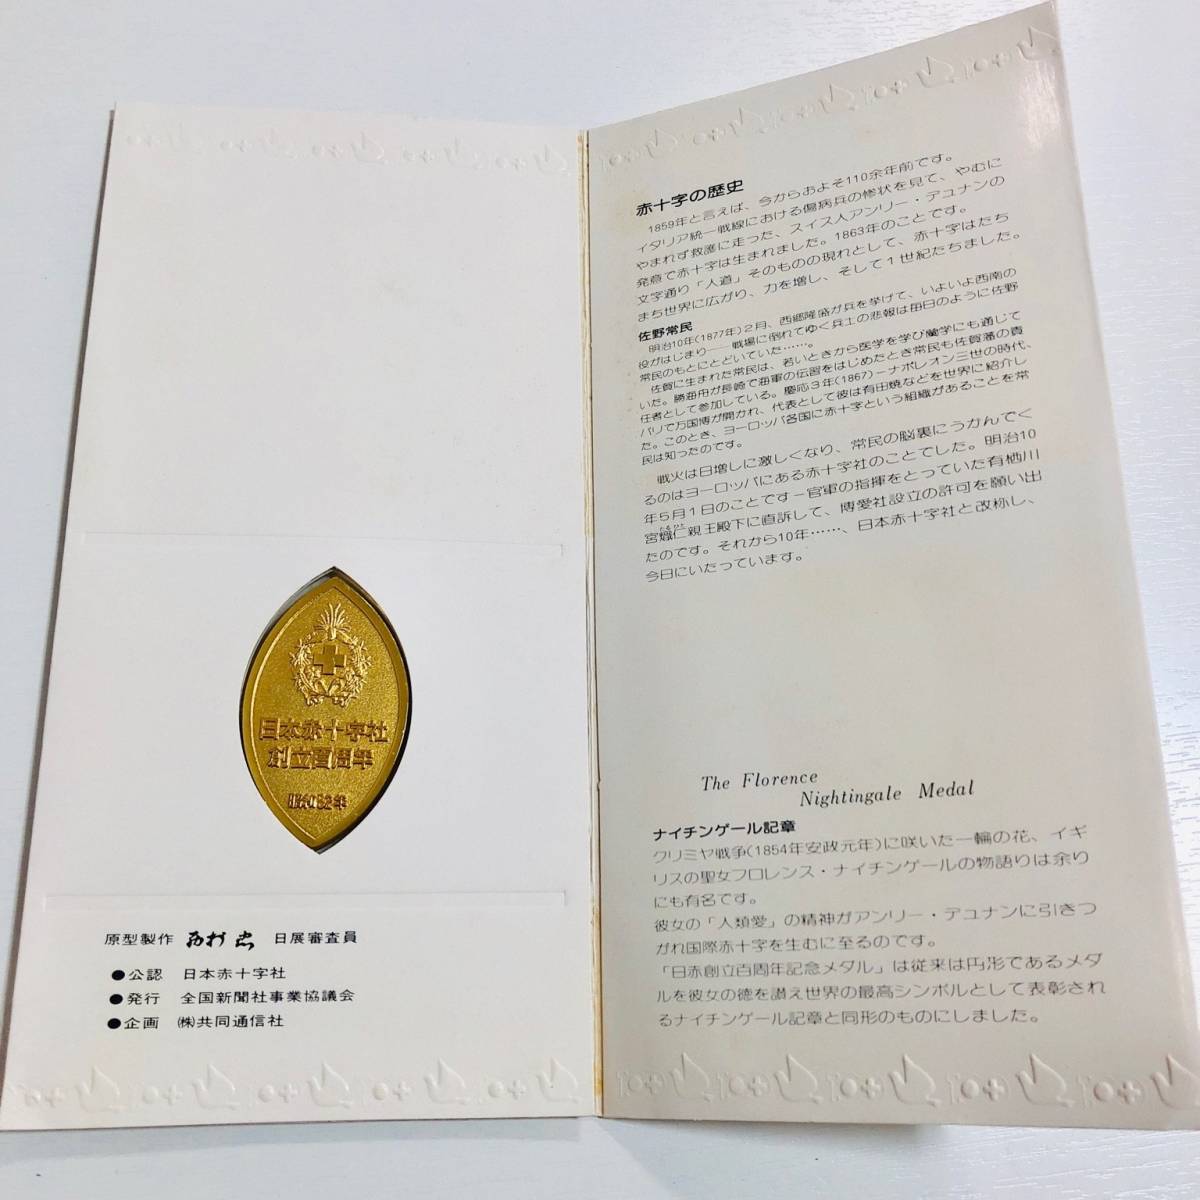 日本赤十字社
創立百周年
昭和52年
原型製作 日展審査員
●公認 日本赤十字社
●発行 全国新聞社事業協議会
●企画 ㈱共同通信社
赤十字の歴史
1859年と言えば、今からおよそ110余年前です。
イタリア統一戦線における傷病兵の惨状を見て、やむに
やまれず救護に走った、スイス人アンリー・デュナンの
発意で赤十字は生まれました。1863年のことです。
文字通り「人道」そのものの現れとして、赤十字はたち
まち世界に広がり、力を増し、そして1世紀たちました。
佐野常民
明治10年(1877年)2月、西郷隆盛が兵を挙げて、いよいよ西南の
役がはじまり──戦場に倒れてゆく兵士の悲報は毎日のように佐野
常民のもとにとどいていた……。
佐賀に生まれた常民は、若いときから医学を学び蘭学にも通じて
いた。勝海舟が長崎で海軍の伝習をはじめたとき常民も佐賀藩の責
任者として参加している。慶応3年(1867)－ナポレオン三世の時代、
パリで万国博が開かれ、代表として彼は有田焼などを世界に紹介し
た。このとき、ヨーロッパ各国に赤十字という組織があることを常
民は知ったのです。
戦火は日増しに激しくなり、常民の脳裏にうかんでく
るのはヨーロッパにある赤十字社のことでした。明治10
年5月1日のことです－官軍の指揮をとっていた有栖川
宮熾仁親王殿下に直訴して、博愛社設立の許可を願い出
たのです。それから10年……、日本赤十字社と改称し、
今日にいたっています。
The Florence
Nightingale Medal
ナイチンゲール記章
クリミヤ戦争(1854年安政元年)に咲いた一輪の花、イギ
リスの聖女フロレンス・ナイチンゲールの物語りは余り
にも有名です。
彼女の「人類愛」の精神がアンリー・デュナンに引きつ
がれ国際赤十字を生むに至るのです。
「日赤創立百周年記念メダル」は従来は円形であるメダ
ルを彼女の徳を讃え世界の最高シンボルとして表彰され
るナイチンゲール記章と同形のものにしました。